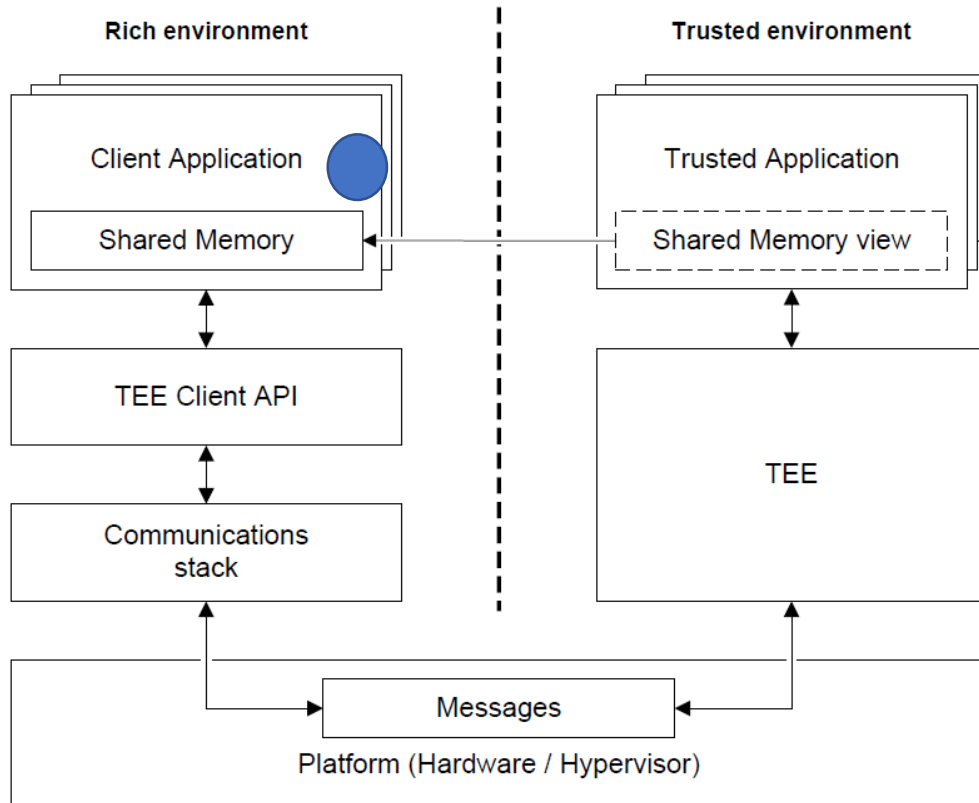 Rich environment
Trusted environment
Client Application
Shared Memory
Trusted Application
Shared Memory view
TEE Client API
TEE
Communications
stack
Messages
Platform (Hardware / Hypervisor)